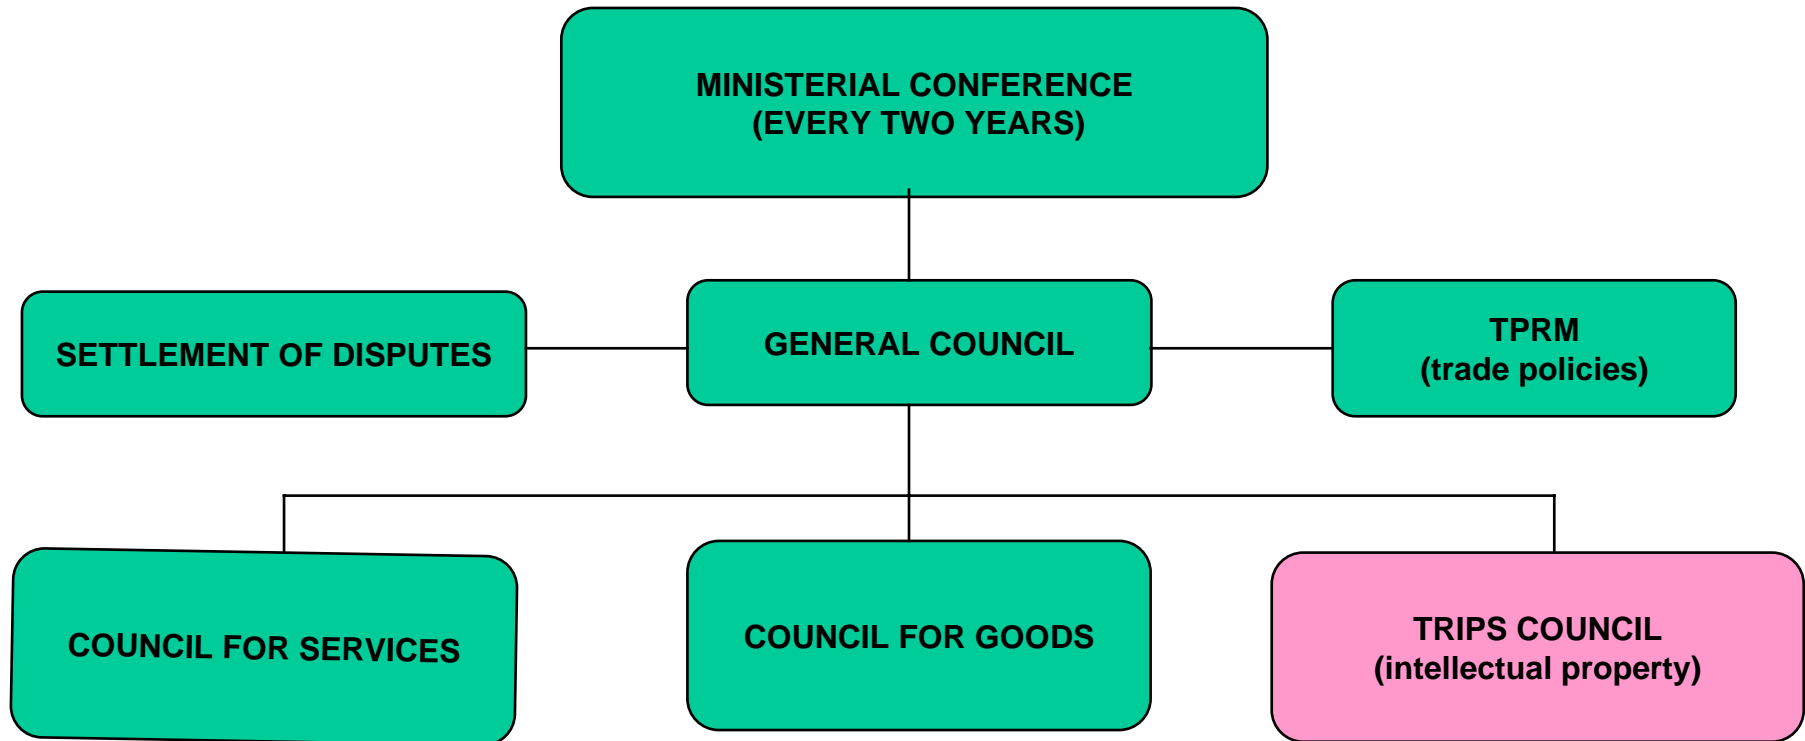 MINISTERIAL CONFERENCE
(EVERY TWO YEARS)
SETTLEMENT OF DISPUTES
GENERAL COUNCIL
TPRM
(trade policies)
COUNCIL FOR SERVICES
COUNCIL FOR GOODS
TRIPS COUNCIL
(intellectual property)